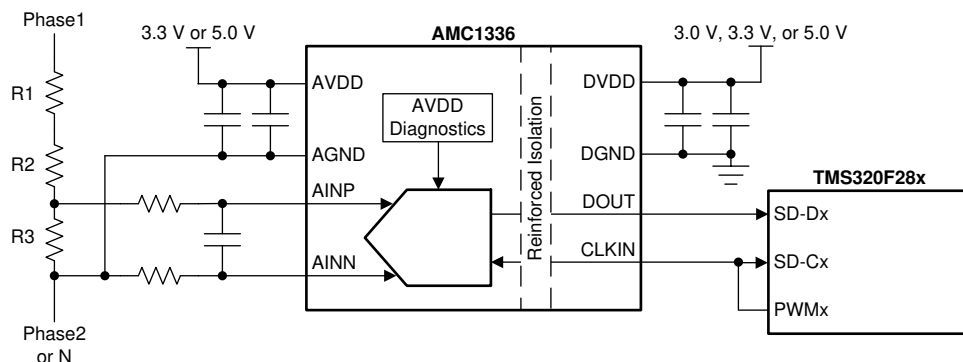 Phase1
R1
R2
R3
Phase2
or N
3.3 V or 5.0 V
AMC1336
AVDD
AGND
AINP
AINN
AVDD
Diagnostics
Reinforced Isolation
DVDD
DGND
DOUT
CLKIN
3.0 V, 3.3 V, or 5.0 V
TMS320F28x
SD-Dx
SD-Cx
PWMx